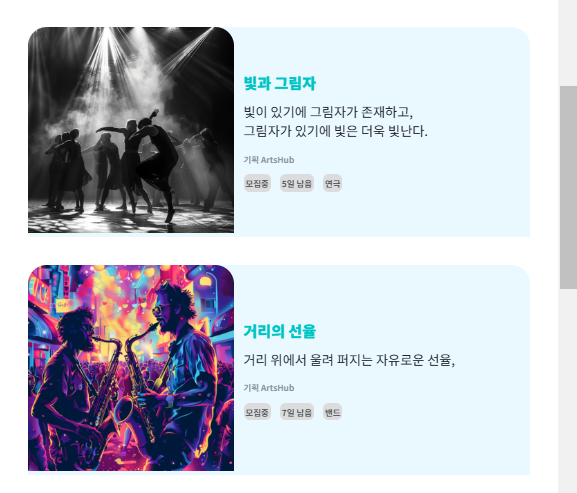 빛과 그림자
빛이 있기에 그림자가 존재하고,
그림자가 있기에 빛은 더욱 빛난다.
기획 ArtsHub
모집중 5일 남음 연극
거리의 선율
거리 위에서 울려 퍼지는 자유로운 선율,
기획 ArtsHub
모집중 7일 남음 밴드